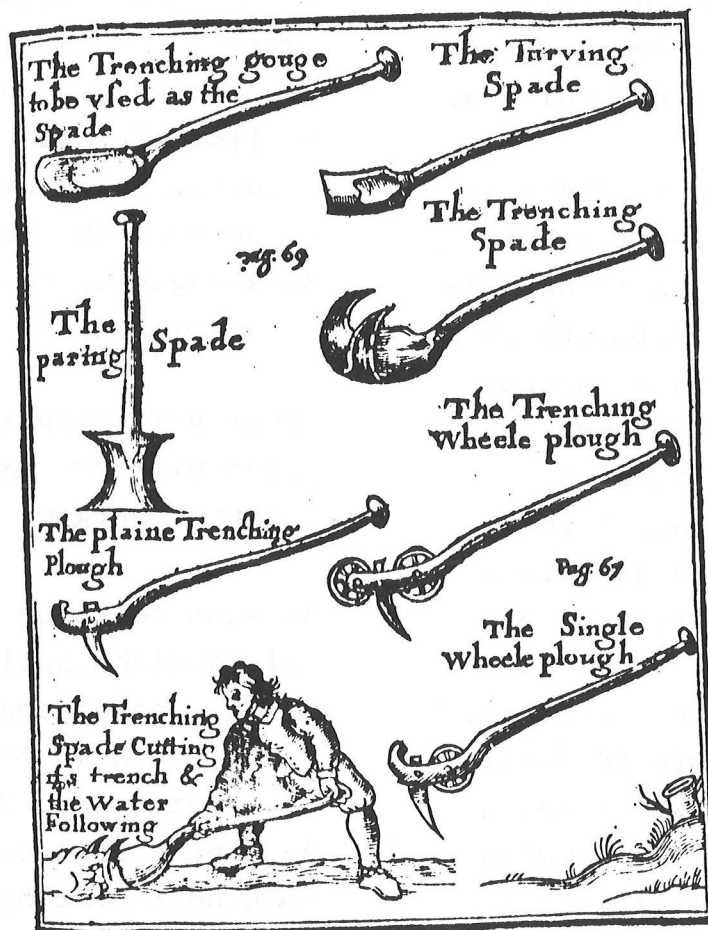 The Trenching gouge
to be vſed as the
Spade
The Turving
Spade
The Trenching
Spade
pag. 69
The paring Spade
The Trenching
Wheele plough
The plaine Trenching
Plough
Pag. 67
The Single
Wheele plough
The Trenching
Spade Cutting
its trench &
the Water
Following